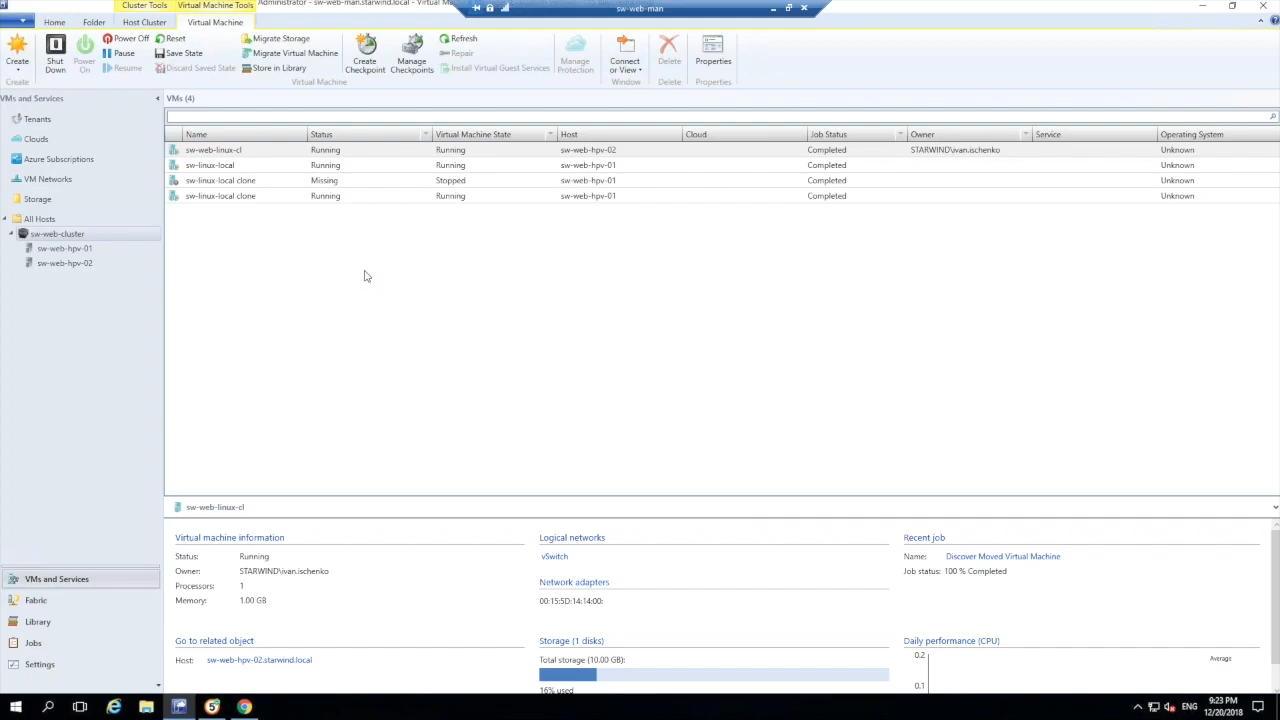 Cluster Tools Virtual Machine Tools Administrator - sw-web-man.starwind.local - Virtual sw-web-man
Home Folder Host Cluster Virtual Machine
Create
Shut Down
Power On
Power Off
Pause
Resume
Reset
Save State
Discard Saved State
Migrate Storage
Migrate Virtual Machine
Store in Library
Create Checkpoint
Manage Checkpoints
Refresh
Repair
Install Virtual Guest Services
Manage Protection
Connect or View
Delete
Properties
Create Virtual Machine Window Delete Properties
VMs and Services
Tenants
Clouds
Azure Subscriptions
VM Networks
Storage
All Hosts
sw-web-cluster
sw-web-hpv-01
sw-web-hpv-02
VMs (4)
Name Status Virtual Machine State Host Cloud Job Status Owner Service Operating System
sw-web-linux-cl Running Running sw-web-hpv-02 Completed STARWIND\ivan.ischenko Unknown
sw-linux-local Running Running sw-web-hpv-01 Completed Unknown
sw-linux-local clone Missing Stopped sw-web-hpv-01 Completed Unknown
sw-linux-local clone Running Running sw-web-hpv-01 Completed Unknown
VMs and Services
Fabric
Library
Jobs
Settings
sw-web-linux-cl
Virtual machine information
Status: Running
Owner: STARWIND\ivan.ischenko
Processors: 1
Memory: 1.00 GB
Go to related object
Host: sw-web-hpv-02.starwind.local
Logical networks
vSwitch
Network adapters
00:15:5D:14:14:00:
Storage (1 disks)
Total storage (10.00 GB):
16% used
Recent job
Name: Discover Moved Virtual Machine
Job status: 100 % Completed
Daily performance (CPU)
0.2
Average
0.1
ENG
9:23 PM
12/20/2018